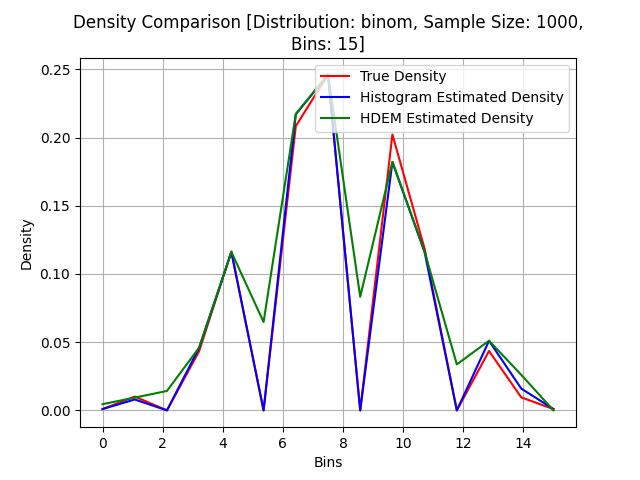 Density Comparison [Distribution: binom, Sample Size: 1000,
Bins: 15]
True Density
Histogram Estimated Density
HDEM Estimated Density
Density
0.25
0.20
0.15
0.10
0.05
0.00
0 2 4 6 8 10 12 14
Bins